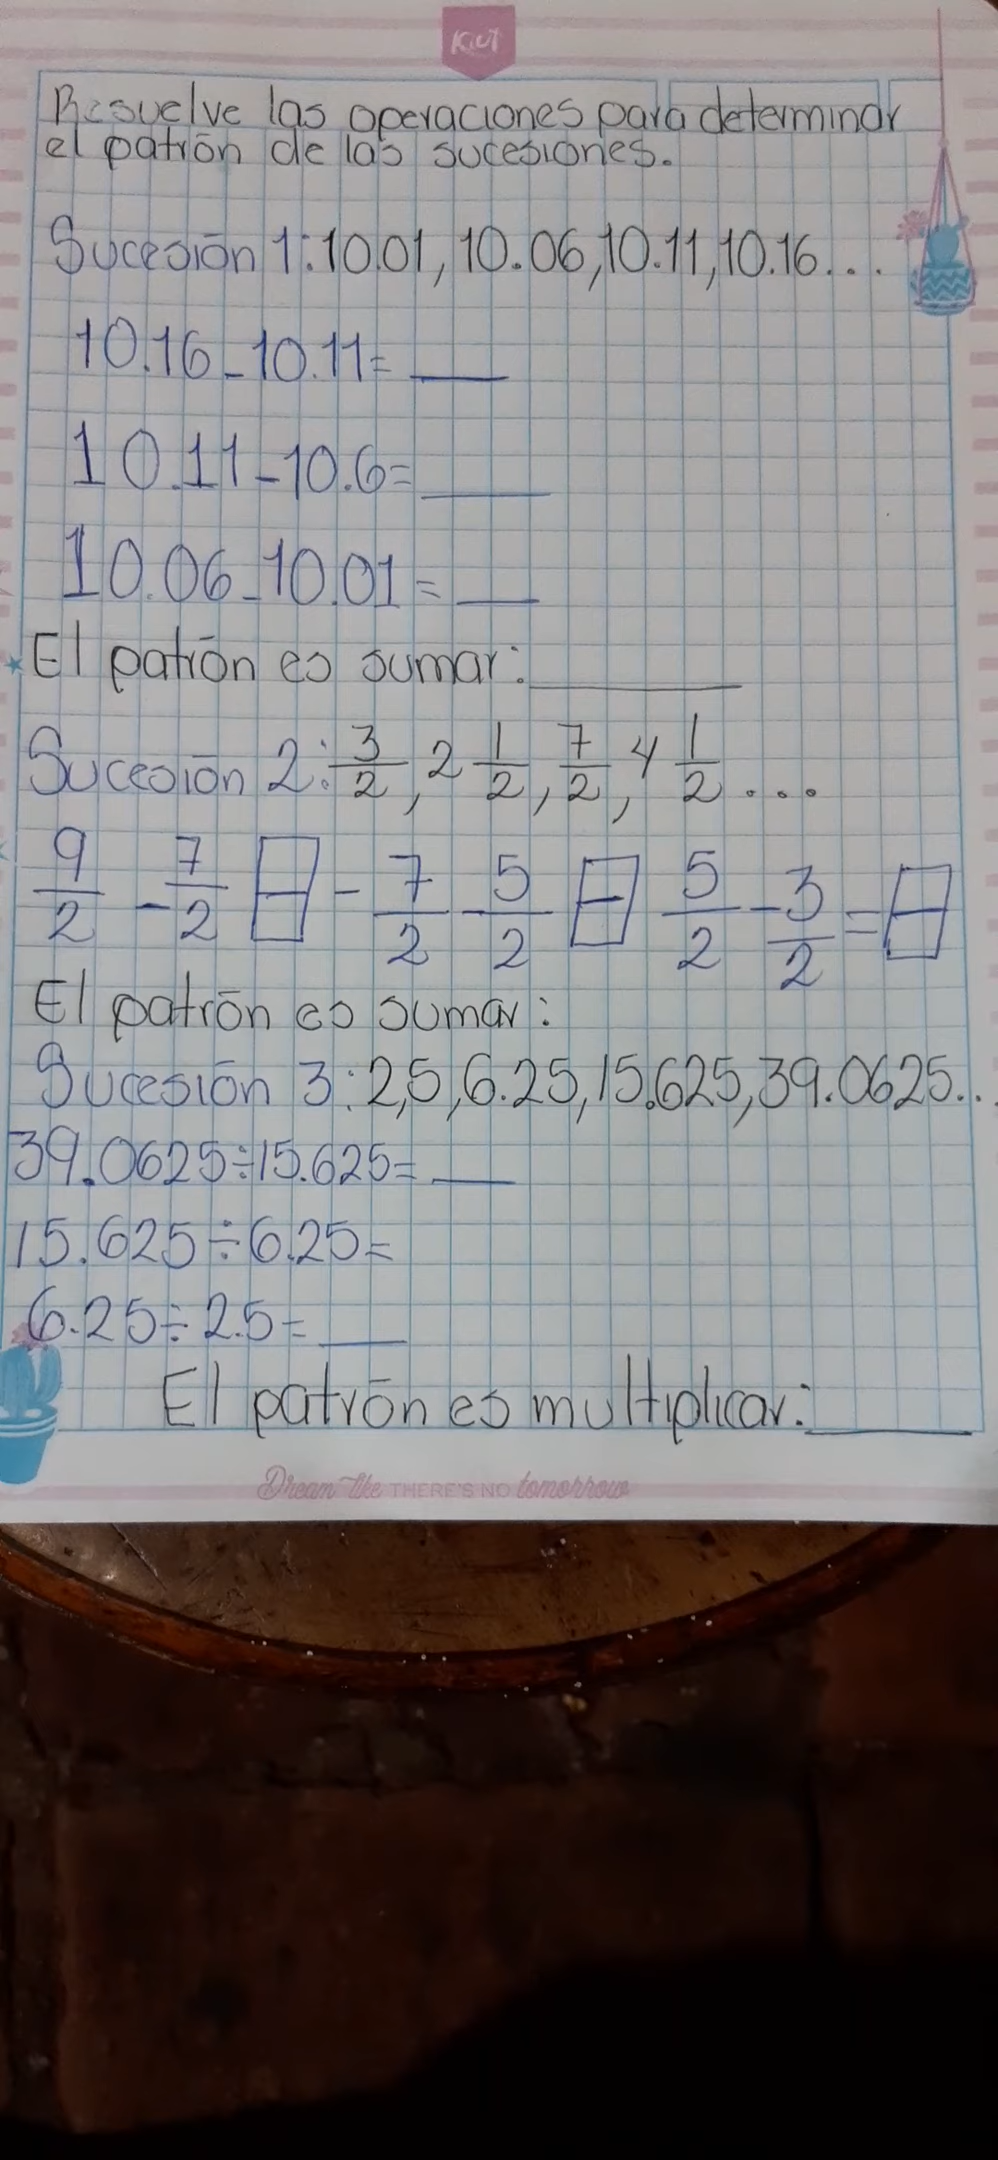 Kut
Resuelve las operaciones para determinar
el patrón de las sucesiones.
Sucesión 1: 10.01, 10.06, 10.11, 10.16...
10.16 - 10.11 = ___
10.11 - 10.6 = ___
10.06 - 10.01 = ___
El patrón es sumar: ___
Sucesión 2: 3/2, 2 1/2, 7/2, 4 1/2 ...
9/2 - 7/2 □ - 7/2 - 5/2 □ 5/2 - 3/2 = □
El patrón es sumar:
Sucesión 3: 2,5, 6.25, 15.625, 39.0625...
39.0625 ÷ 15.625 = ___
15.625 ÷ 6.25 =
6.25 ÷ 2.5 = ___
El patrón es multiplicar: ___
Dream like THERE'S NO tomorrow